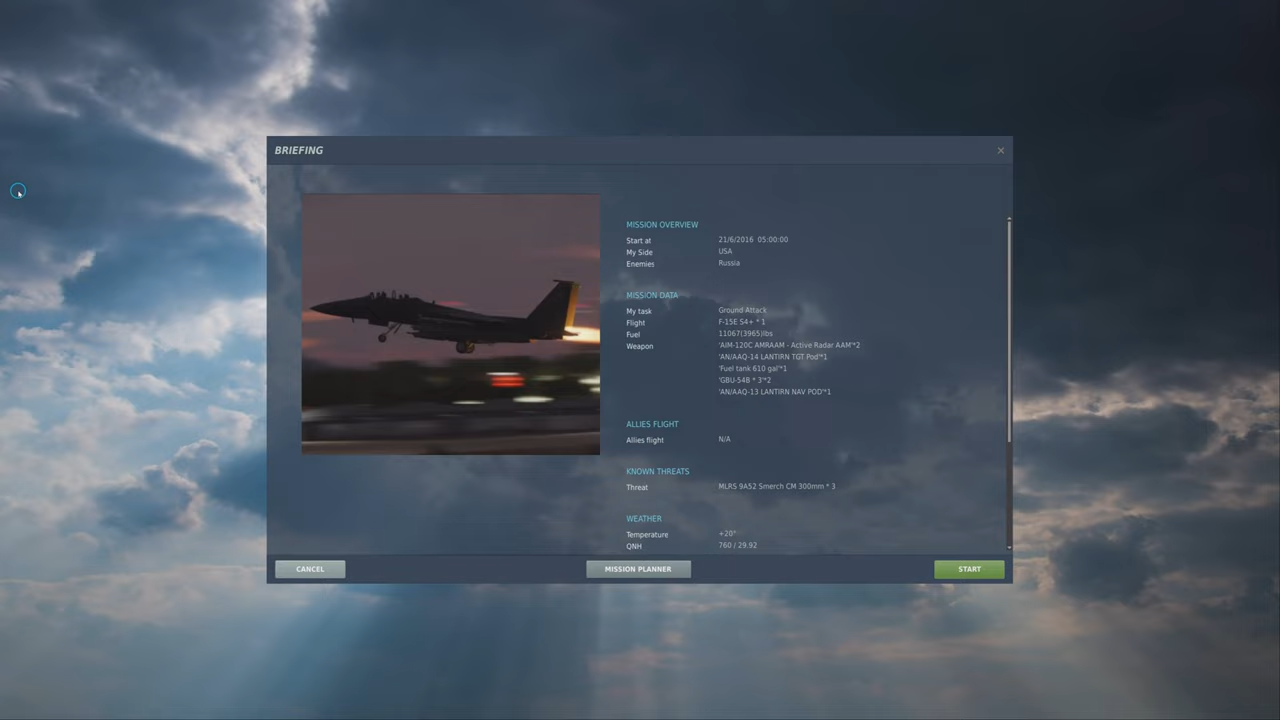 BRIEFING
MISSION OVERVIEW
Start at 21/6/2016 05:00:00
My Side USA
Enemies Russia
MISSION DATA
My task Ground Attack
Flight F-15E S4+ * 1
Fuel 11067(3965)lbs
Weapon 'AIM-120C AMRAAM - Active Radar AAM'*2
'AN/AAQ-14 LANTIRN TGT Pod'*1
'Fuel tank 610 gal'*1
'GBU-54B * 3'*2
'AN/AAQ-13 LANTIRN NAV POD'*1
ALLIES FLIGHT
Allies flight N/A
KNOWN THREATS
Threat MLRS 9A52 Smerch CM 300mm * 3
WEATHER
Temperature +20°
QNH 760 / 29.92
CANCEL MISSION PLANNER START